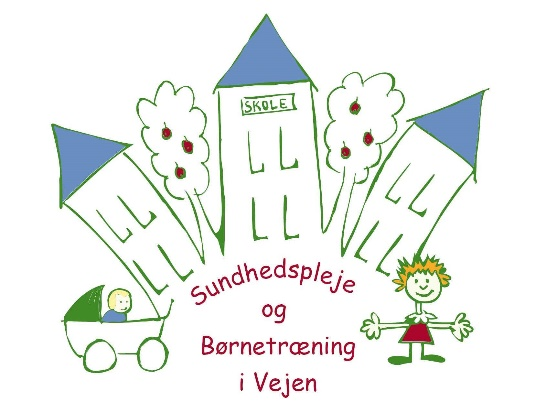 SKOLE
Sundhedspleje
og
Børnetræning
i Vejen